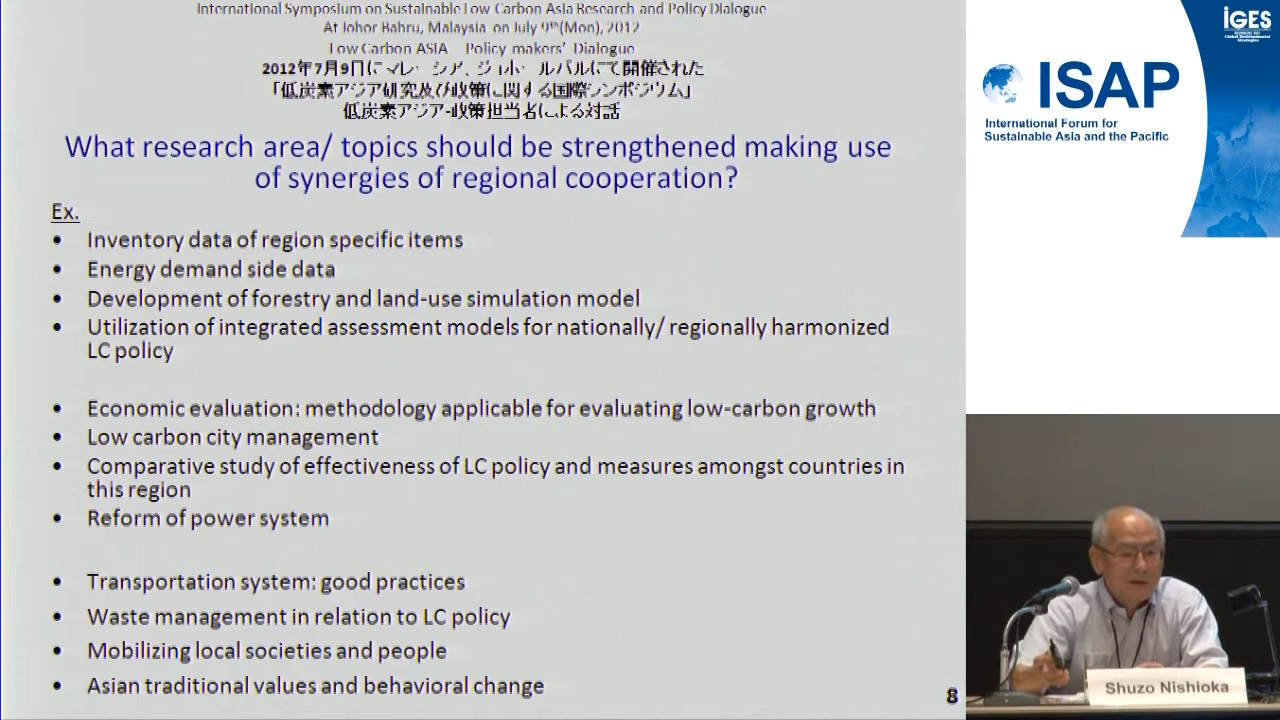 International Symposium on Sustainable Low Carbon Asia Research and Policy Dialogue
At Johor Bahru, Malaysia on July 9th(Mon), 2012
Low Carbon ASIA Policy makers' Dialogue
2012年7月9日にマレーシア、ジョホールバルにて開催された
「低炭素アジア研究及び政策に関する国際シンポジウム」
低炭素アジア-政策担当者による対話
What research area/ topics should be strengthened making use
of synergies of regional cooperation?
Ex.
• Inventory data of region specific items
• Energy demand side data
• Development of forestry and land-use simulation model
• Utilization of integrated assessment models for nationally/ regionally harmonized
LC policy
• Economic evaluation: methodology applicable for evaluating low-carbon growth
• Low carbon city management
• Comparative study of effectiveness of LC policy and measures amongst countries in
this region
• Reform of power system
• Transportation system: good practices
• Waste management in relation to LC policy
• Mobilizing local societies and people
• Asian traditional values and behavioral change
8
IGES
ISAP
International Forum for
Sustainable Asia and the Pacific
Shuzo Nishioka